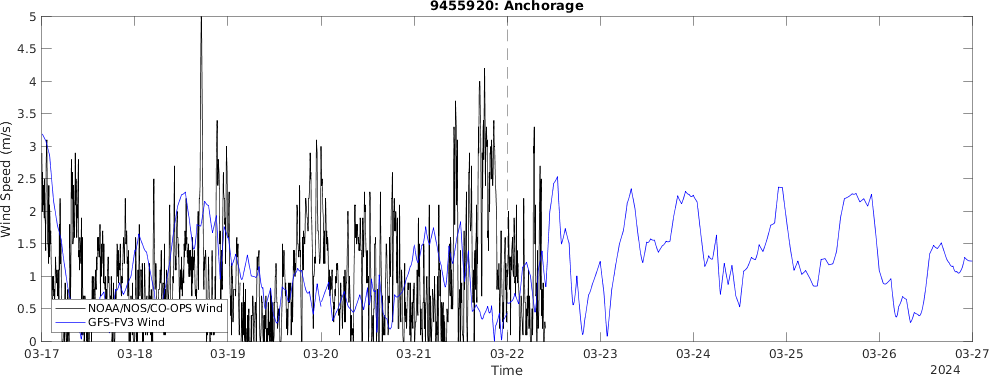 9455920: Anchorage
Wind Speed (m/s)
5
4.5
4
3.5
3
2.5
2
1.5
1
0.5
0
NOAA/NOS/CO-OPS Wind
GFS-FV3 Wind
03-17 03-18 03-19 03-20 03-21 03-22 03-23 03-24 03-25 03-26 03-27
Time
2024